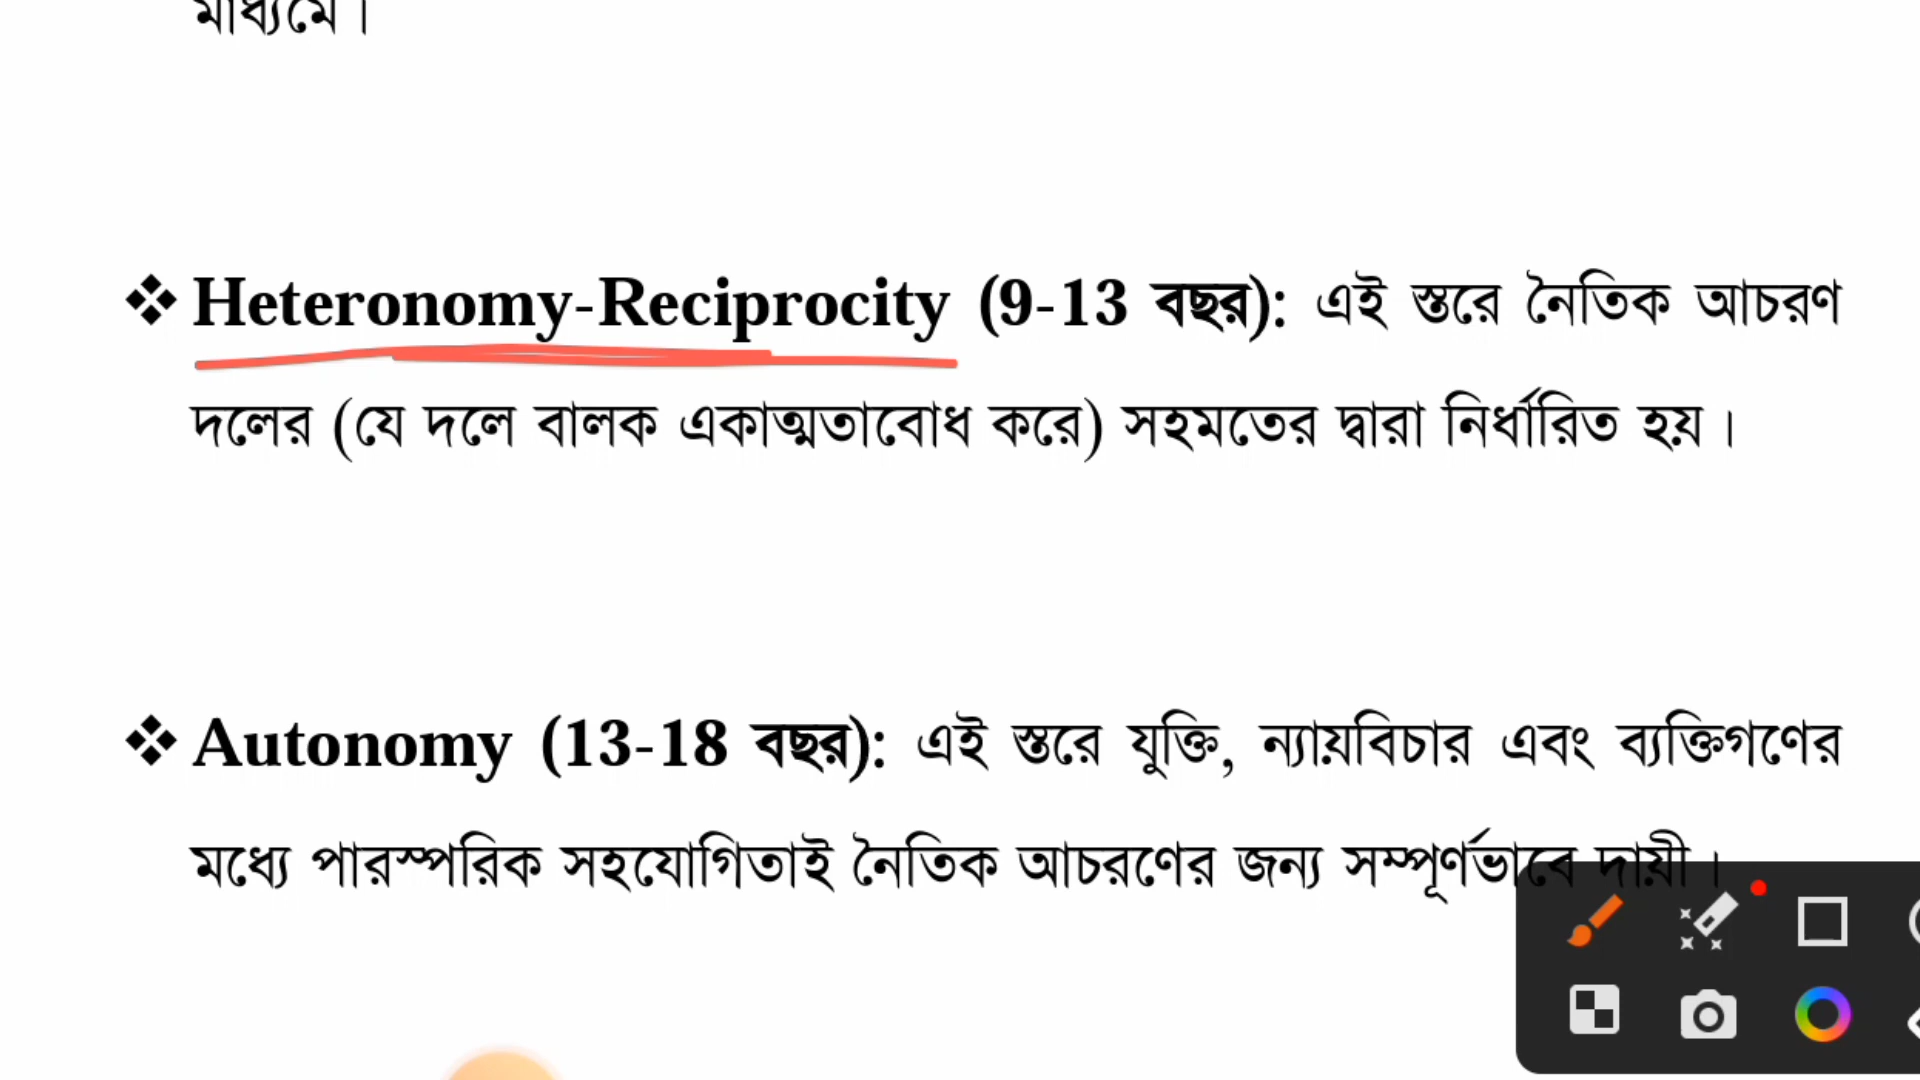 মাধ্যমে।
❖ Heteronomy-Reciprocity (9-13 বছর): এই স্তরে নৈতিক আচরণ
দলের (যে দলে বালক একাত্মতাবোধ করে) সহমতের দ্বারা নির্ধারিত হয়।
❖ Autonomy (13-18 বছর): এই স্তরে যুক্তি, ন্যায়বিচার এবং ব্যক্তিগণের
মধ্যে পারস্পরিক সহযোগিতাই নৈতিক আচরণের জন্য সম্পূর্ণভাবে দায়ী।